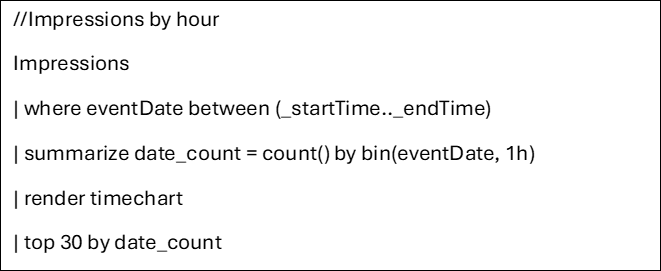 //Impressions by hour
Impressions
| where eventDate between (_startTime.._endTime)
| summarize date_count = count() by bin(eventDate, 1h)
| render timechart
| top 30 by date_count